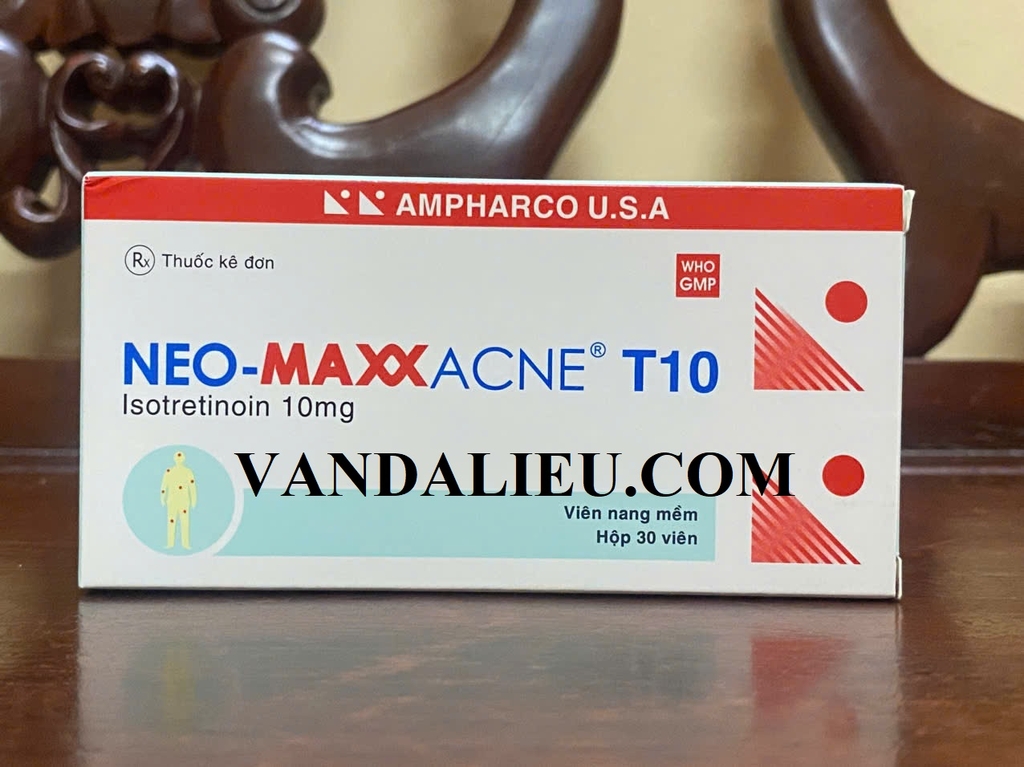 AMPHARCO U.S.A
Rx Thuốc kê đơn
WHO
GMP
NEO-MAXXACNE® T10
Isotretinoin 10mg
VANDALIEU.COM
Viên nang mềm
Hộp 30 viên